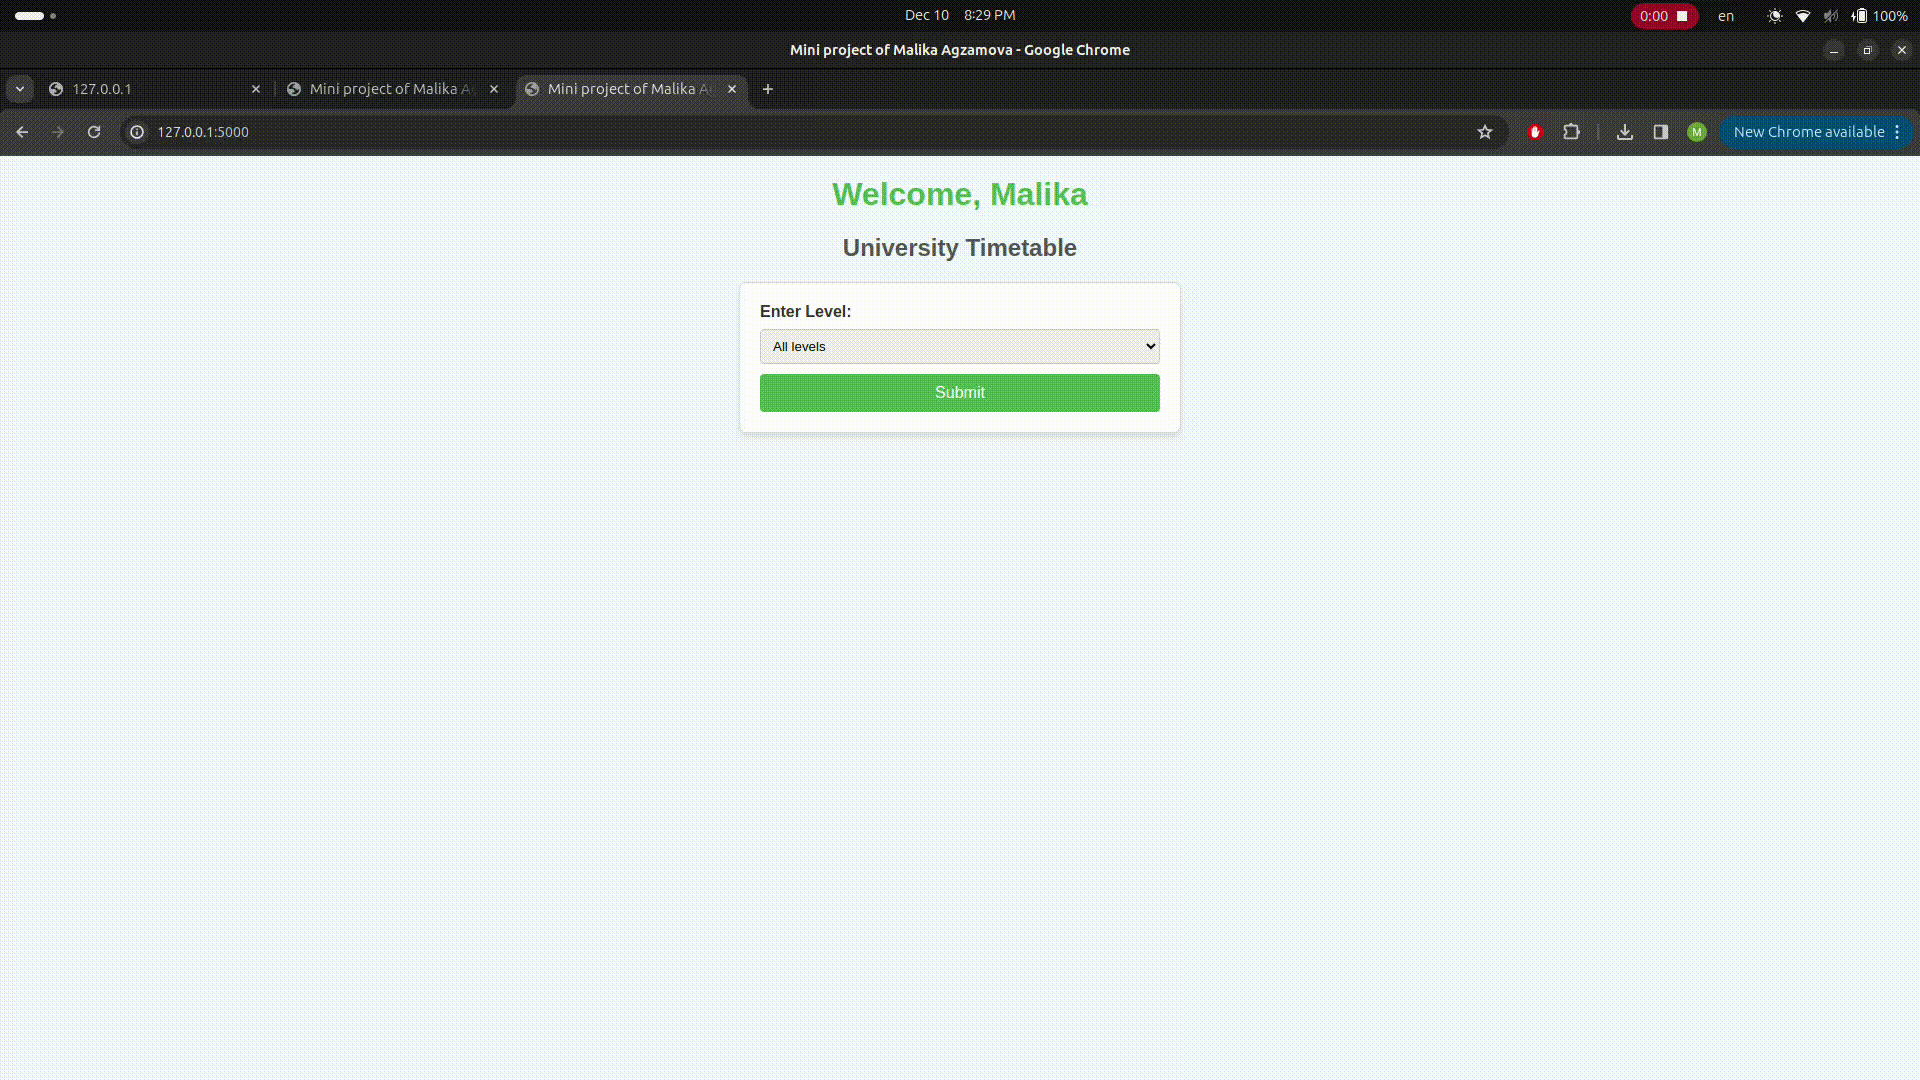 Dec 10 8:29 PM
0:00
en
100%
Mini project of Malika Agzamova - Google Chrome
127.0.0.1
Mini project of Malika A
Mini project of Malika A
127.0.0.1:5000
M
New Chrome available
Welcome, Malika
University Timetable
Enter Level:
All levels
Submit